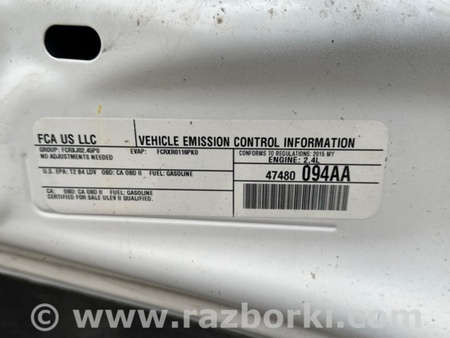 FCA US LLC
VEHICLE EMISSION CONTROL INFORMATION
GROUP: FCRXJ02.45P0
EVAP: FCRXR0116PK0
CONFORMS TO REGULATIONS: 2015 MY
NO ADJUSTMENTS NEEDED
ENGINE: 2.4L
U.S. EPA: T2 B4 LDV OBD: CA OBD II FUEL: GASOLINE
47480 094AA
CA: OBD: CA OBD II FUEL: GASOLINE
CERTIFIED FOR SALE ULEV II QUALIFIED.
© www.razborki.com